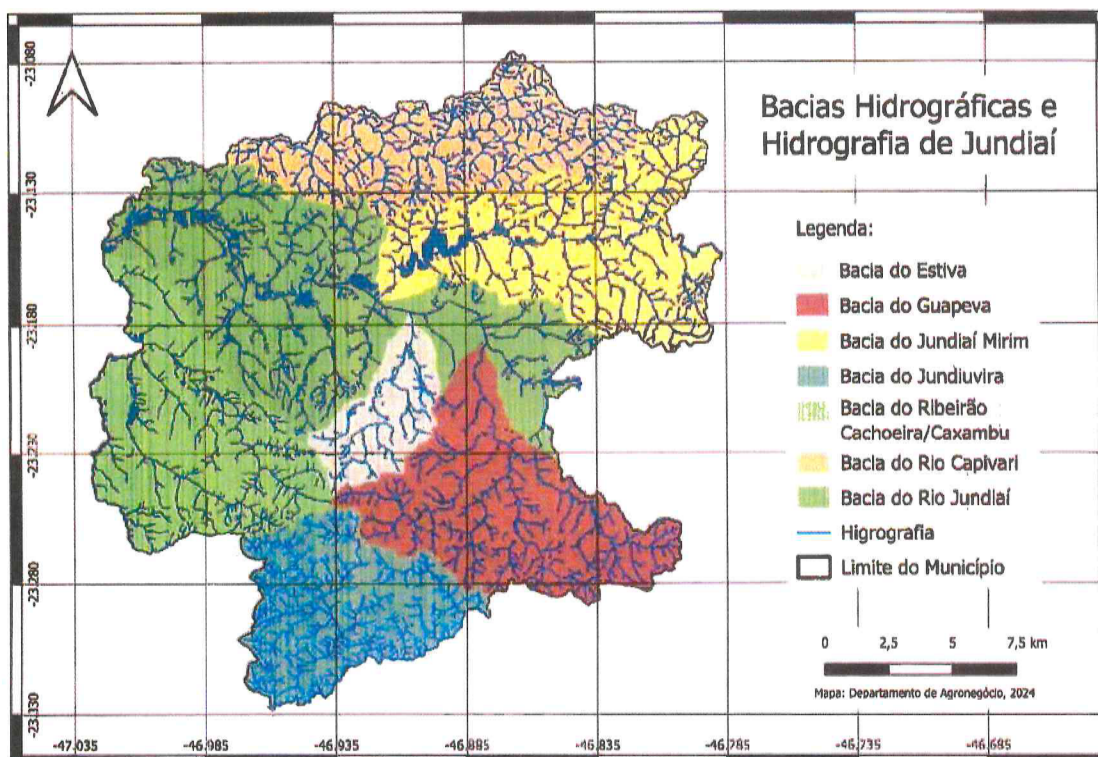 Bacias Hidrográficas e
Hidrografia de Jundiaí
Legenda:
Bacia do Estiva
Bacia do Guapeva
Bacia do Jundiaí Mirim
Bacia do Jundiuvira
Bacia do Ribeirão
Cachoeira/Caxambu
Bacia do Rio Capivari
Bacia do Rio Jundiaí
Higrografia
Limite do Município
0 2,5 5 7,5 km
Mapa: Departamento de Agronegócio, 2024
-23.080
-23.130
-23.180
-23.230
-23.280
-23.330
-47.035 -46.985 -46.935 -46.885 -46.835 -46.785 -46.735 -46.685